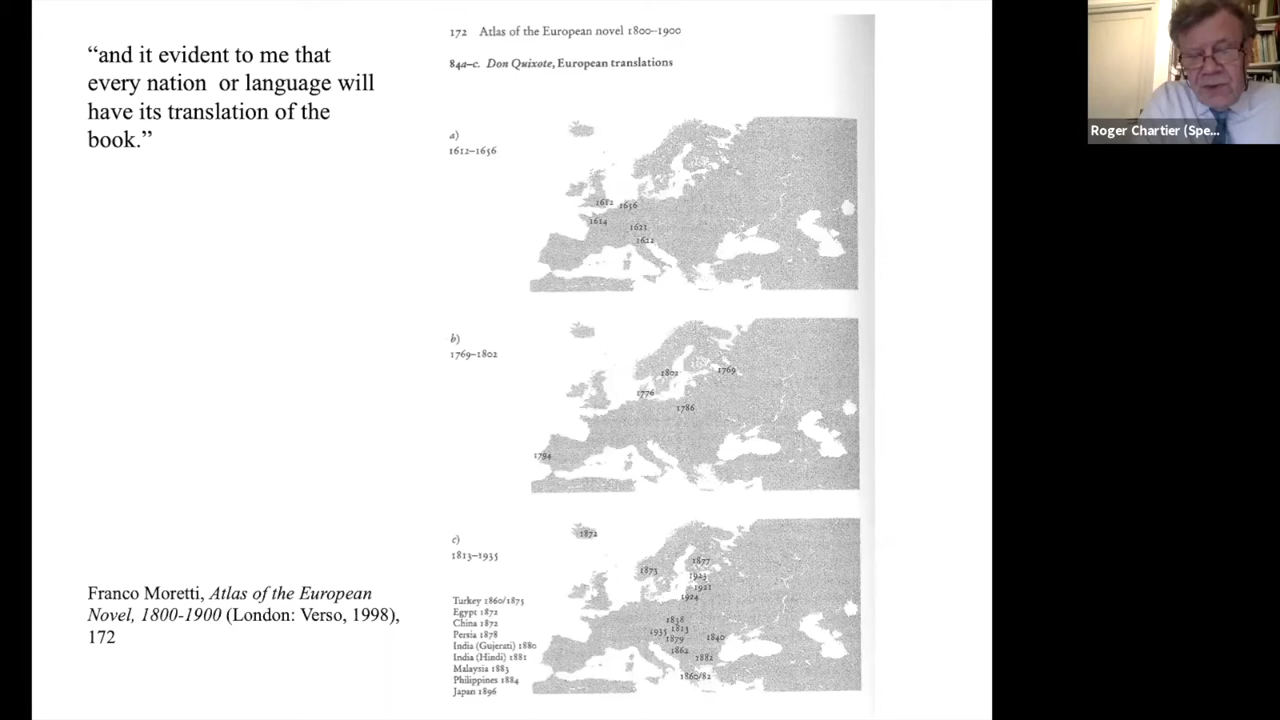 “and it evident to me that
every nation or language will
have its translation of the
book.”
Franco Moretti, Atlas of the European
Novel, 1800-1900 (London: Verso, 1998),
172
172 Atlas of the European novel 1800–1900
84a–c. Don Quixote, European translations
a)
1612–1656
1612
1656
1614
1623
1622
b)
1769–1802
1802
1769
1776
1786
1794
c)
1813–1935
1872
1877
1873
1923
1921
1924
1858
1813
1935
1879
1840
1862
1882
1860/82
Turkey 1860/1875
Egypt 1872
China 1872
Persia 1878
India (Gujerati) 1880
India (Hindi) 1881
Malaysia 1883
Philippines 1884
Japan 1896
Roger Chartier (Spe...